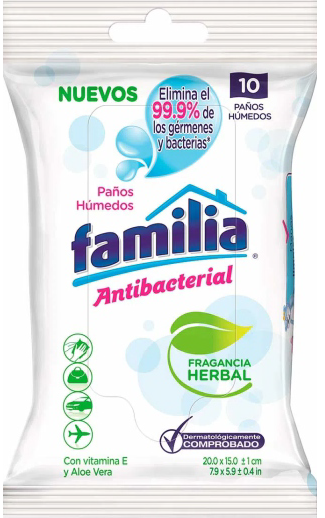 NUEVOS
Elimina el
99.9% de
los gérmenes
y bacterias*
10
PAÑOS
HÚMEDOS
Paños
Húmedos
familia®
Antibacterial
FRAGANCIA
HERBAL
Dermatológicamente
COMPROBADO
Con vitamina E
y Aloe Vera
20.0 x 15.0 ± 1 cm
7.9 x 5.9 ± 0.4 in